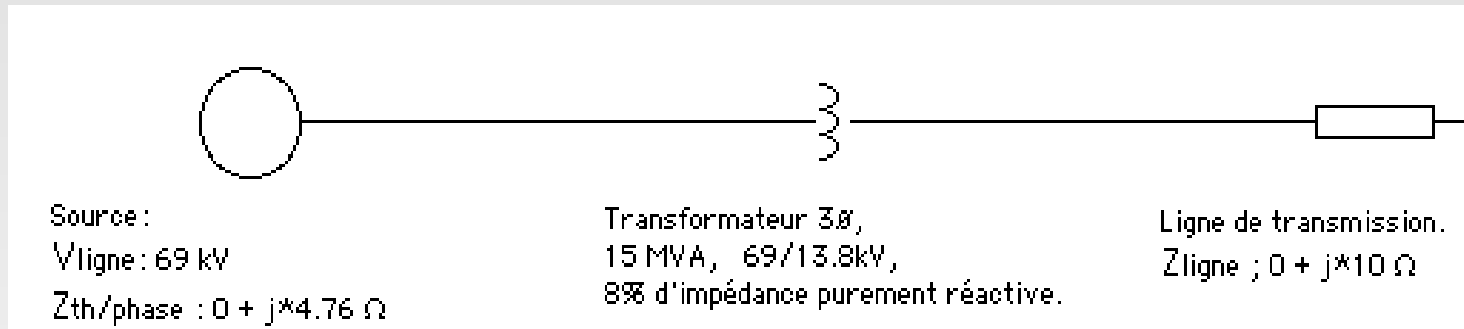 Source :
Vligne : 69 kV
Zth/phase : 0 + j*4.76 Ω
Transformateur 3ø,
15 MVA, 69/13.8kV,
8% d'impédance purement réactive.
Ligne de transmission.
Zligne ; 0 + j*10 Ω